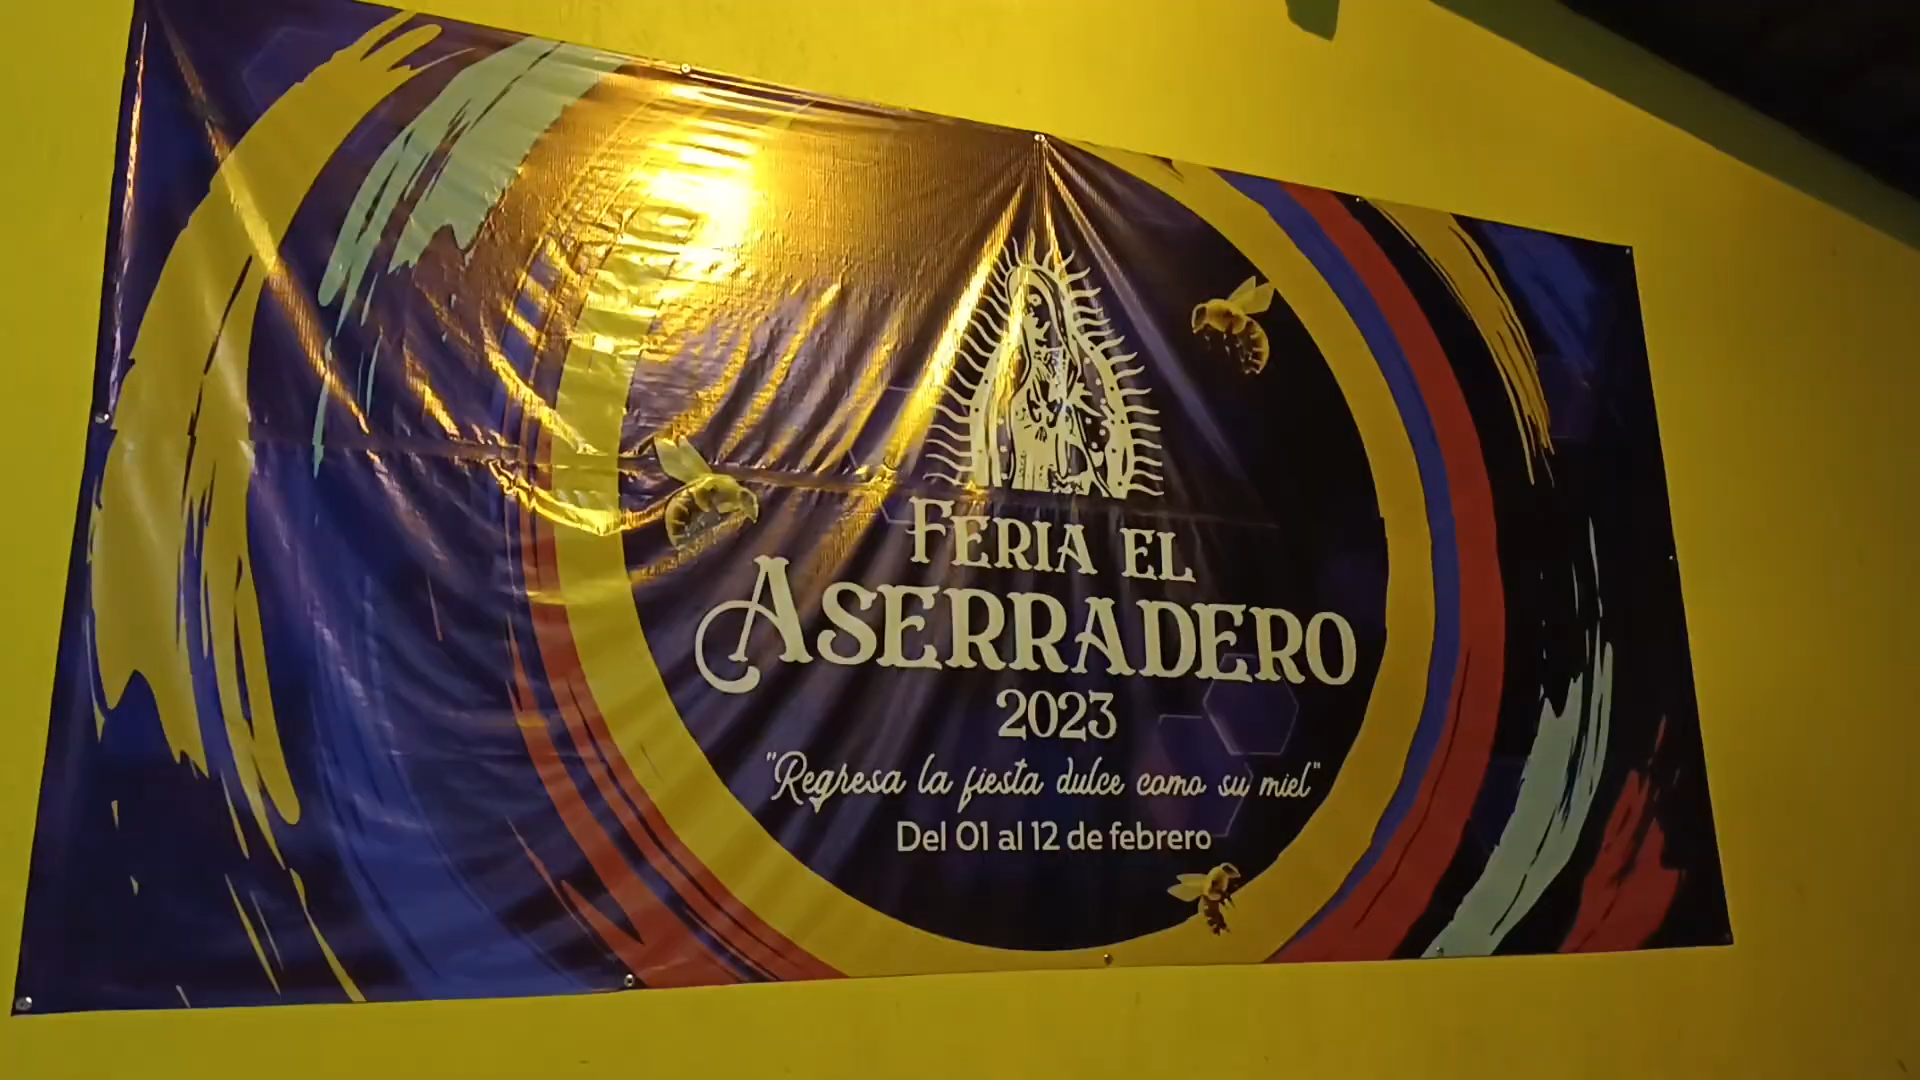 FERIA EL
ASERRADERO
2023
"Regresa la fiesta dulce como su miel"
Del 01 al 12 de febrero